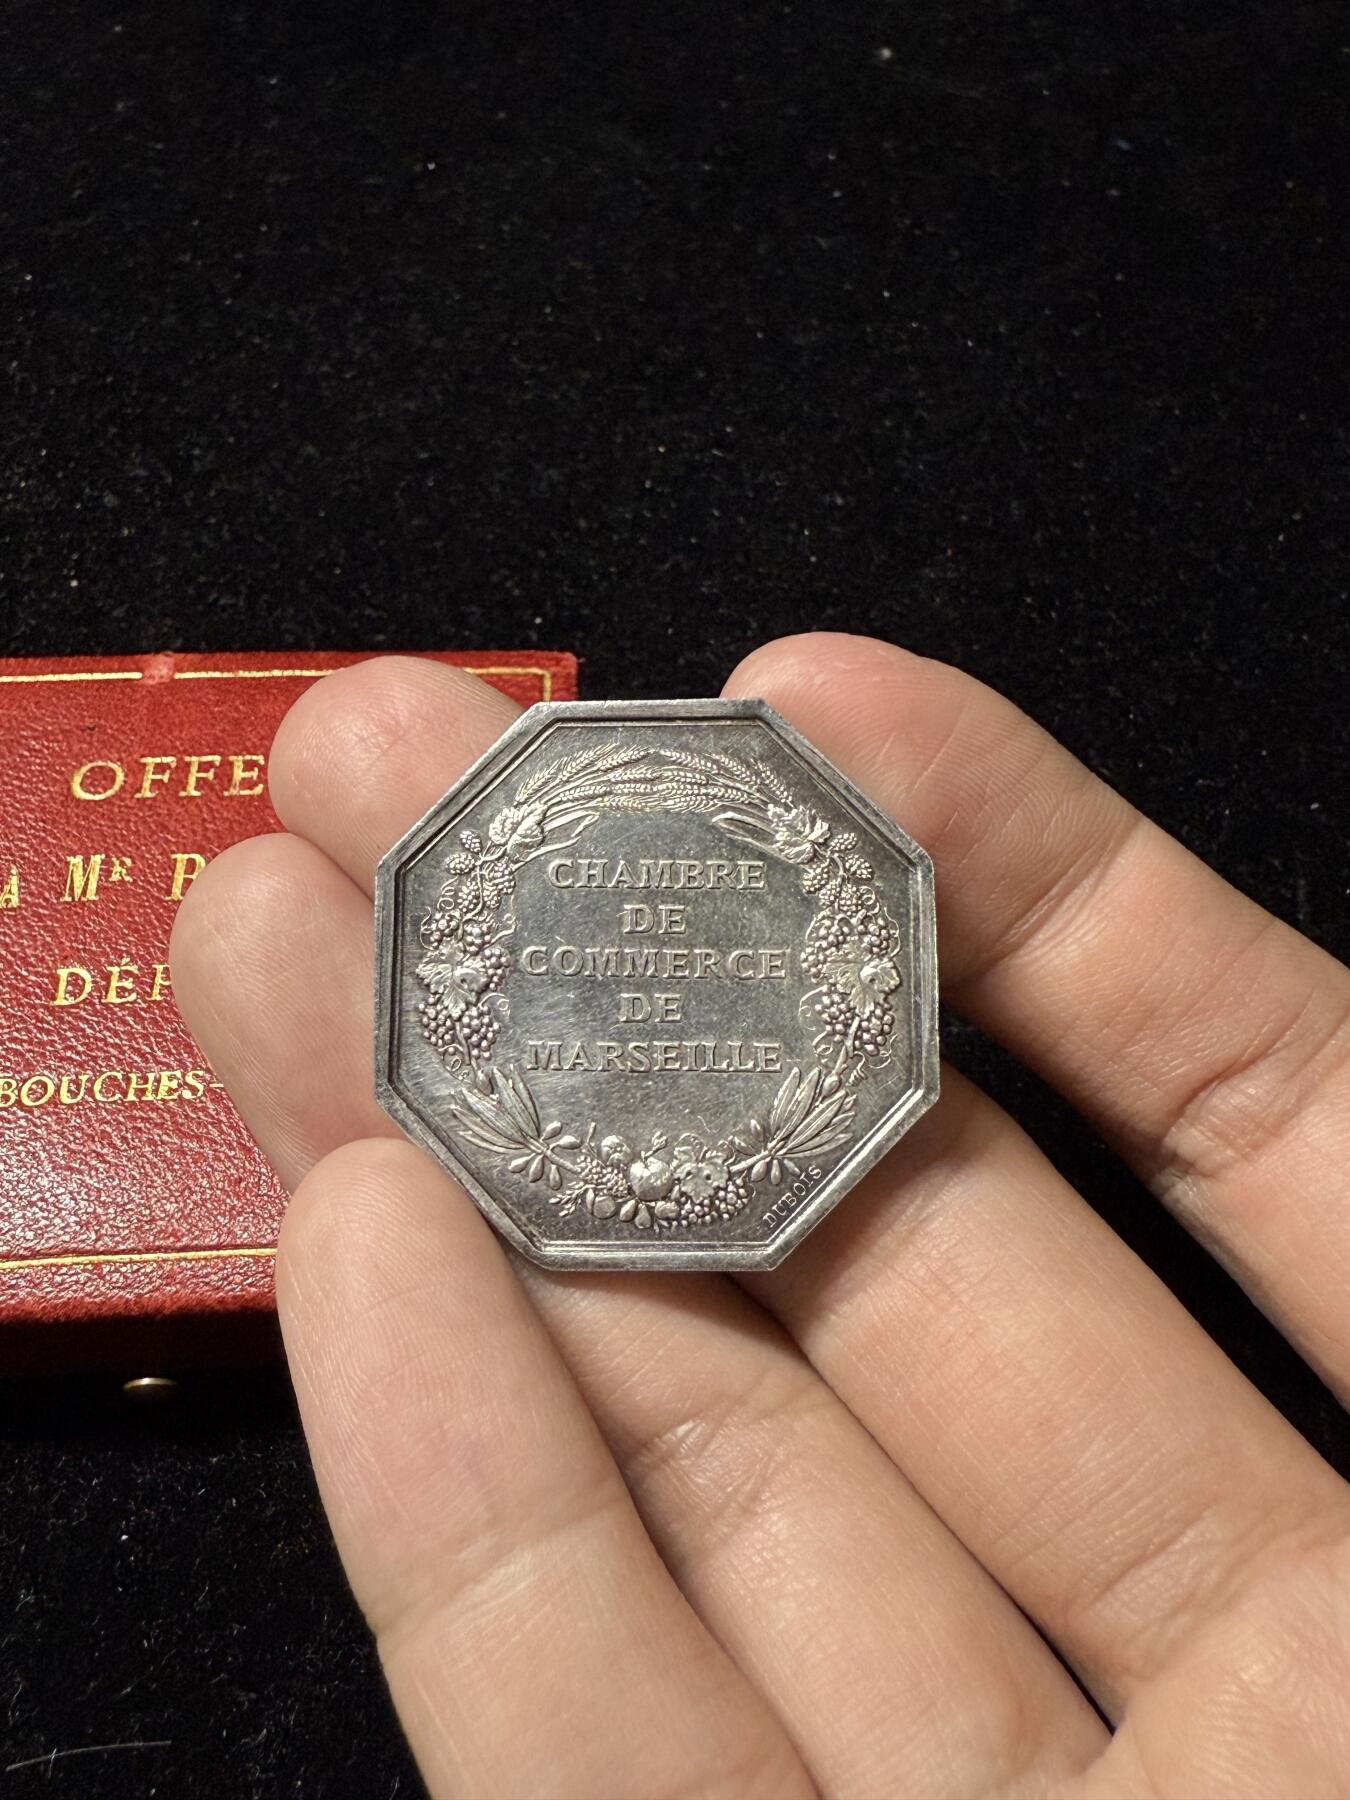 OFFE
A MR
DÉP
BOUCHES-
CHAMBRE
DE
COMMERCE
DE
MARSEILLE
DUBOIS